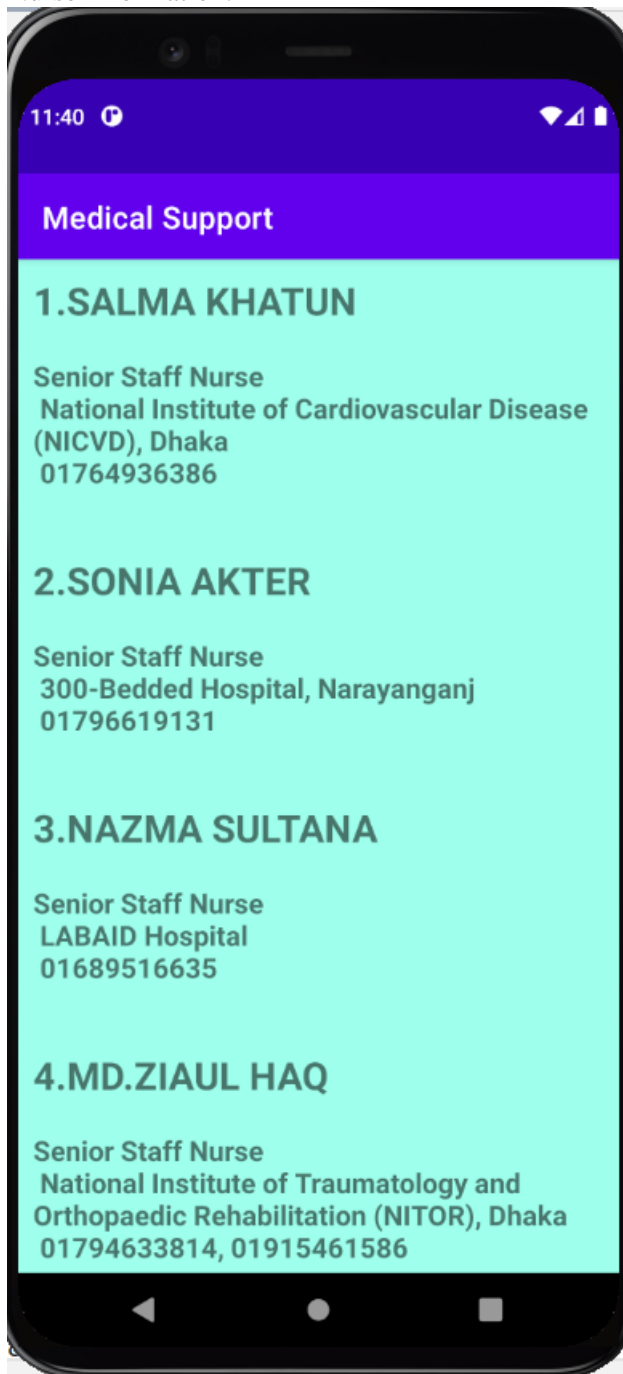 11:40
Medical Support
1.SALMA KHATUN
Senior Staff Nurse
National Institute of Cardiovascular Disease
(NICVD), Dhaka
01764936386
2.SONIA AKTER
Senior Staff Nurse
300-Bedded Hospital, Narayanganj
01796619131
3.NAZMA SULTANA
Senior Staff Nurse
LABAID Hospital
01689516635
4.MD.ZIAUL HAQ
Senior Staff Nurse
National Institute of Traumatology and
Orthopaedic Rehabilitation (NITOR), Dhaka
01794633814, 01915461586